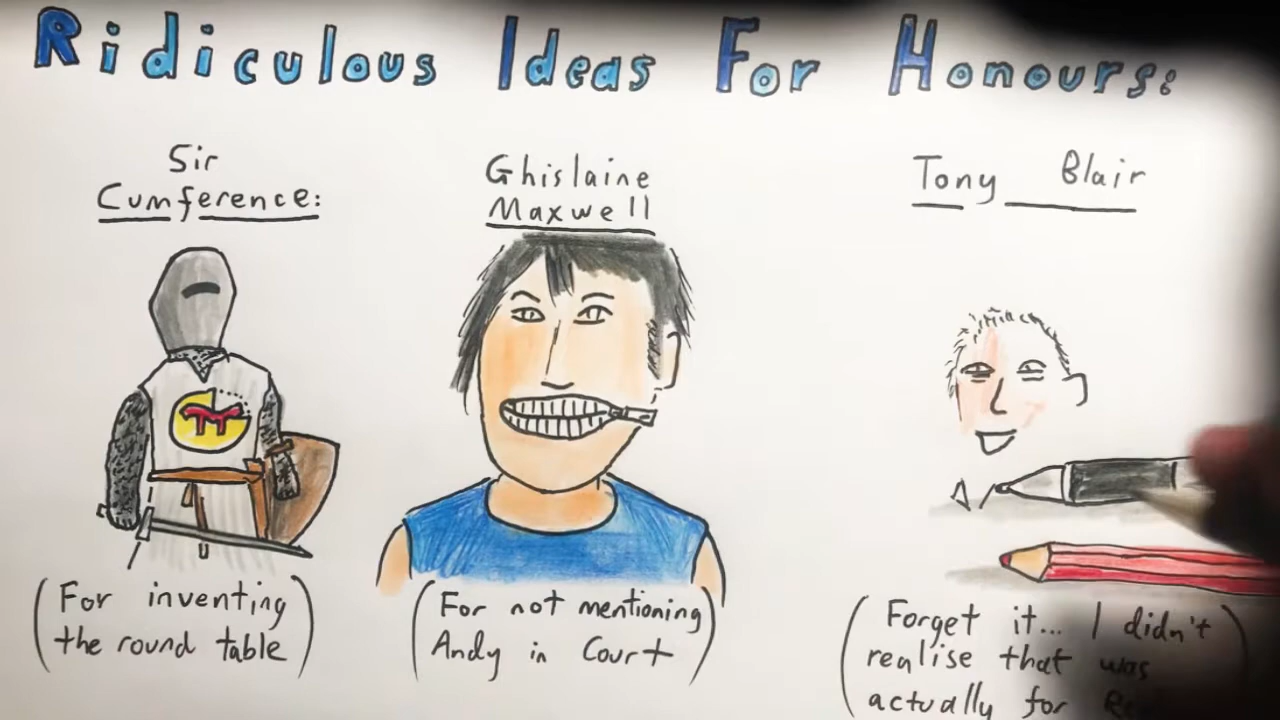 Ridiculous Ideas For Honours:
Sir
Cumference:
(For inventing
the round table)
Ghislaine
Maxwell
(For not mentioning
Andy in Court)
Tony Blair
(Forget it... I didn't
realise that was
actually for